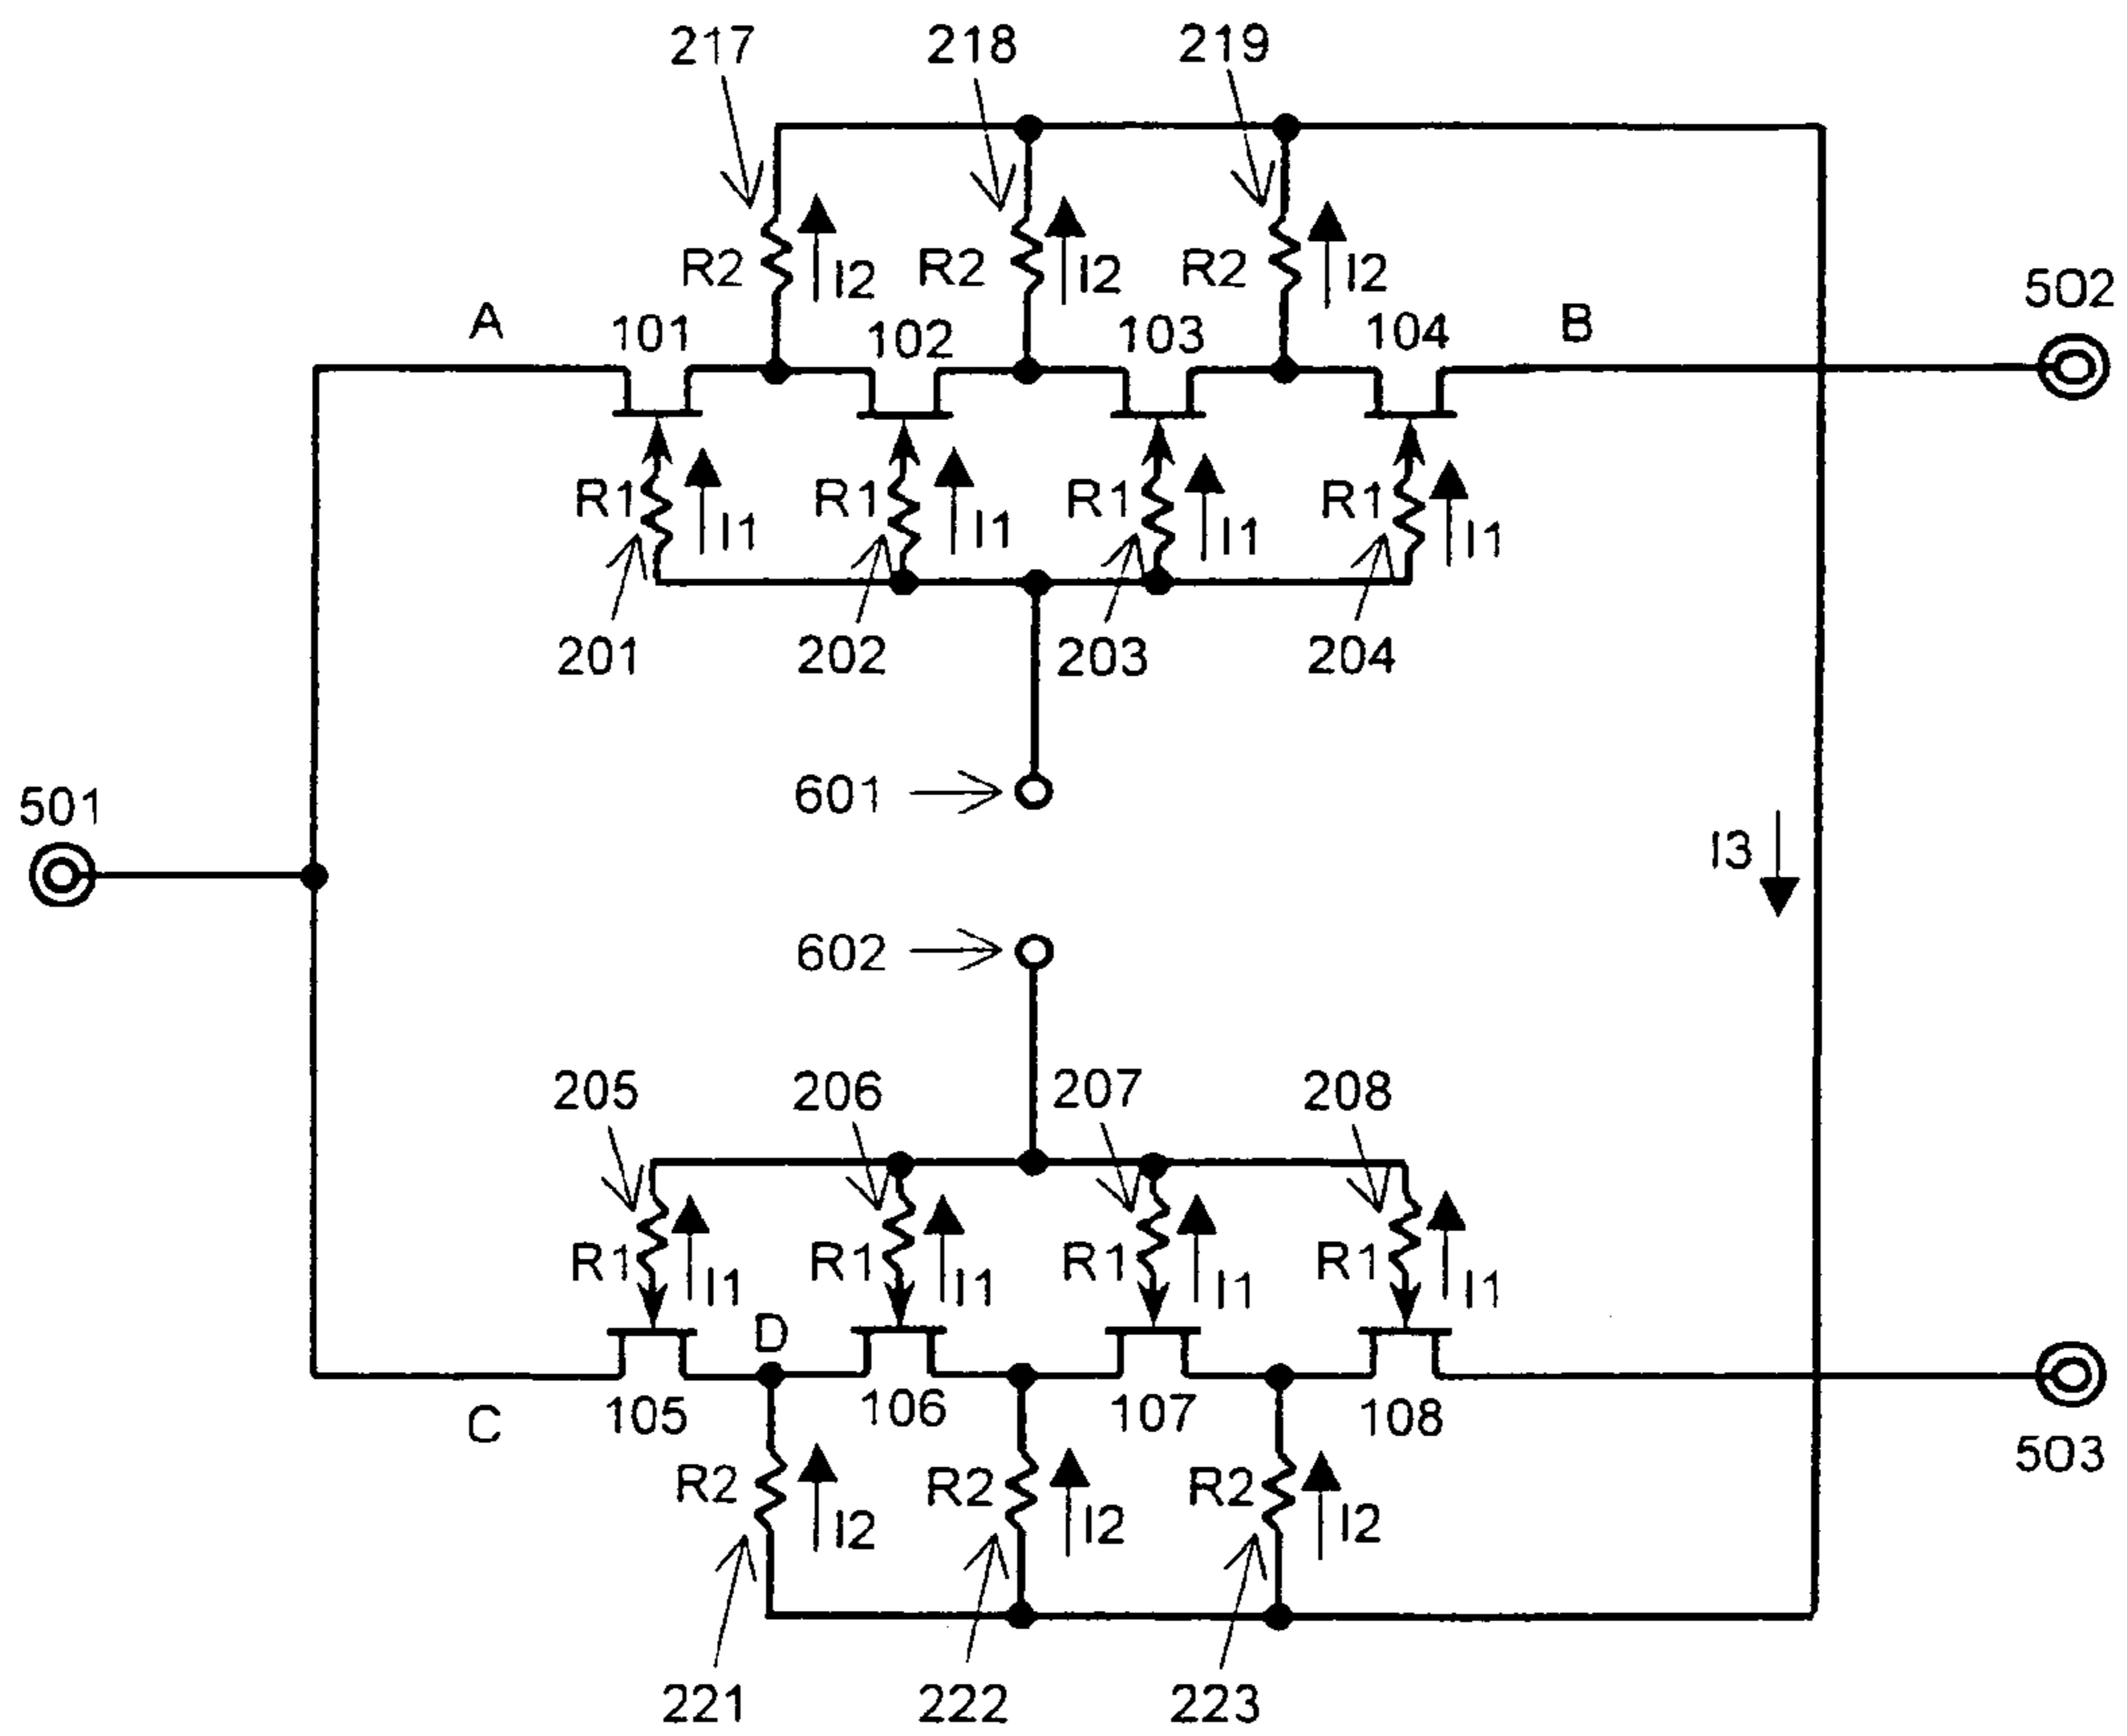 217 218 219
R2 I2 R2 I2 R2 I2
502
A 101 102 103 104 B
R1 I1 R1 I1 R1 I1 R1 I1
201 202 203 204
601
501
I3
602
205 206 207 208
R1 I1 R1 I1 R1 I1 R1 I1
D
C 105 106 107 108
503
R2 I2 R2 I2 R2 I2
221 222 223